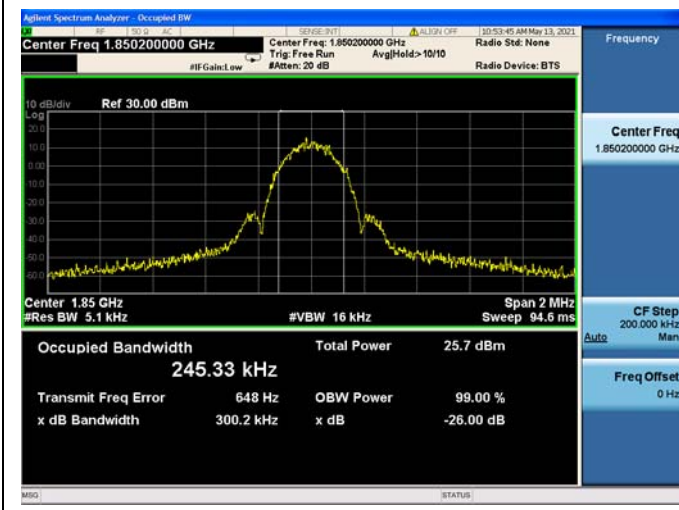 Agilent Spectrum Analyzer - Occupied BW
RF 50 Ω AC SENSE:INT ALIGN OFF 10:53:45 AM May 13, 2021
Center Freq 1.850200000 GHz
Center Freq: 1.850200000 GHz
Radio Std: None
Trig: Free Run Avg|Hold:>10/10
#IFGain:Low #Atten: 20 dB Radio Device: BTS
Frequency
10 dB/div Ref 30.00 dBm
Log
20.0
10.0
0.00
-10.0
-20.0
-30.0
-40.0
-50.0
-60.0
Center 1.85 GHz Span 2 MHz
#Res BW 5.1 kHz #VBW 16 kHz Sweep 94.6 ms
Occupied Bandwidth Total Power 25.7 dBm
245.33 kHz
Transmit Freq Error 648 Hz OBW Power 99.00 %
x dB Bandwidth 300.2 kHz x dB -26.00 dB
Center Freq
1.850200000 GHz
CF Step
200.000 kHz
Auto Man
Freq Offset
0 Hz
MSG STATUS